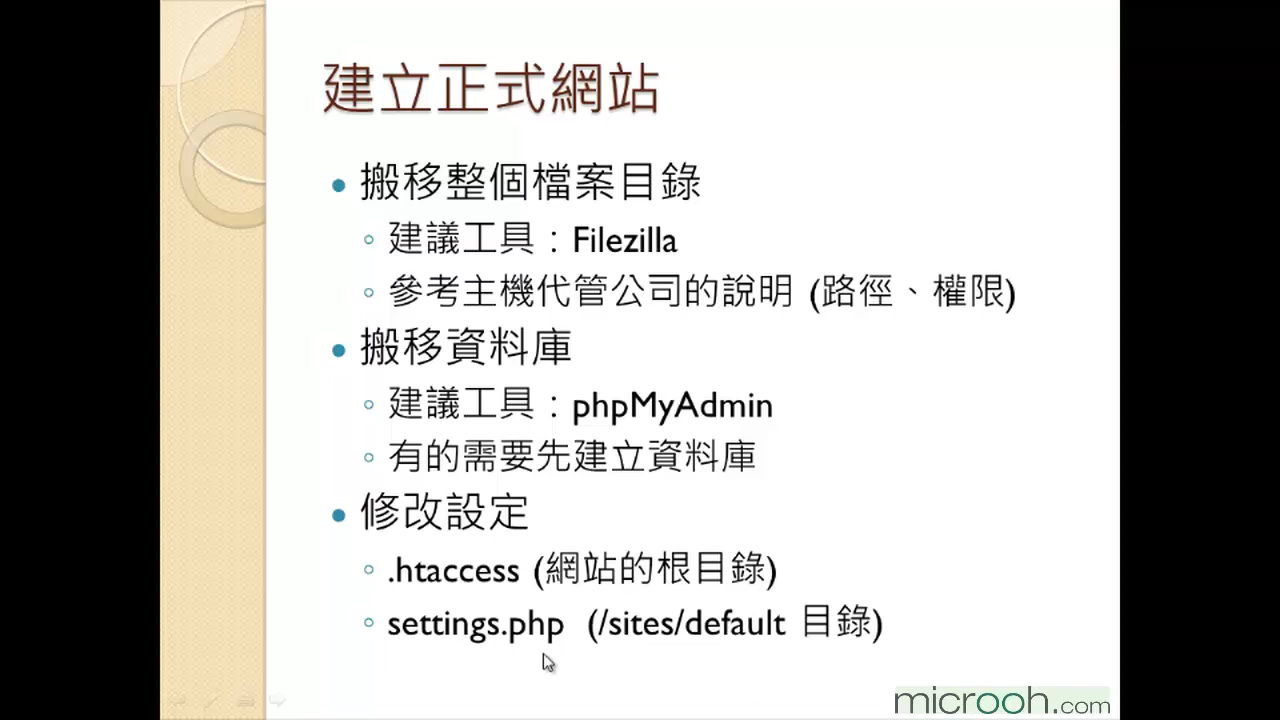 建立正式網站
搬移整個檔案目錄
建議工具：Filezilla
參考主機代管公司的說明 (路徑、權限)
搬移資料庫
建議工具：phpMyAdmin
有的需要先建立資料庫
修改設定
.htaccess (網站的根目錄)
settings.php (/sites/default 目錄)
microoh.com